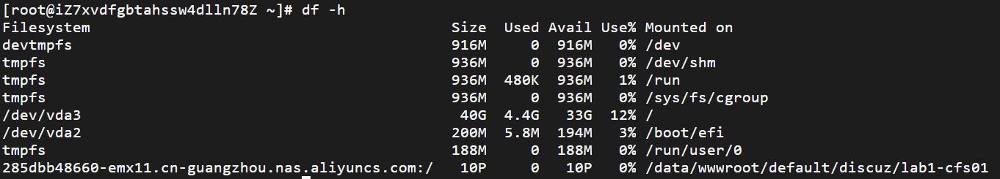 [root@iZ7xvdfgbtahssw4dlln78Z ~]# df -h
Filesystem                                       Size  Used Avail Use% Mounted on
devtmpfs                                         916M     0  916M   0% /dev
tmpfs                                            936M     0  936M   0% /dev/shm
tmpfs                                            936M  480K  936M   1% /run
tmpfs                                            936M     0  936M   0% /sys/fs/cgroup
/dev/vda3                                         40G  4.4G   33G  12% /
/dev/vda2                                        200M  5.8M  194M   3% /boot/efi
tmpfs                                            188M     0  188M   0% /run/user/0
285dbb48660-emx11.cn-guangzhou.nas.aliyuncs.com:/   10P     0   10P   0% /data/wwwroot/default/discuz/lab1-cfs01